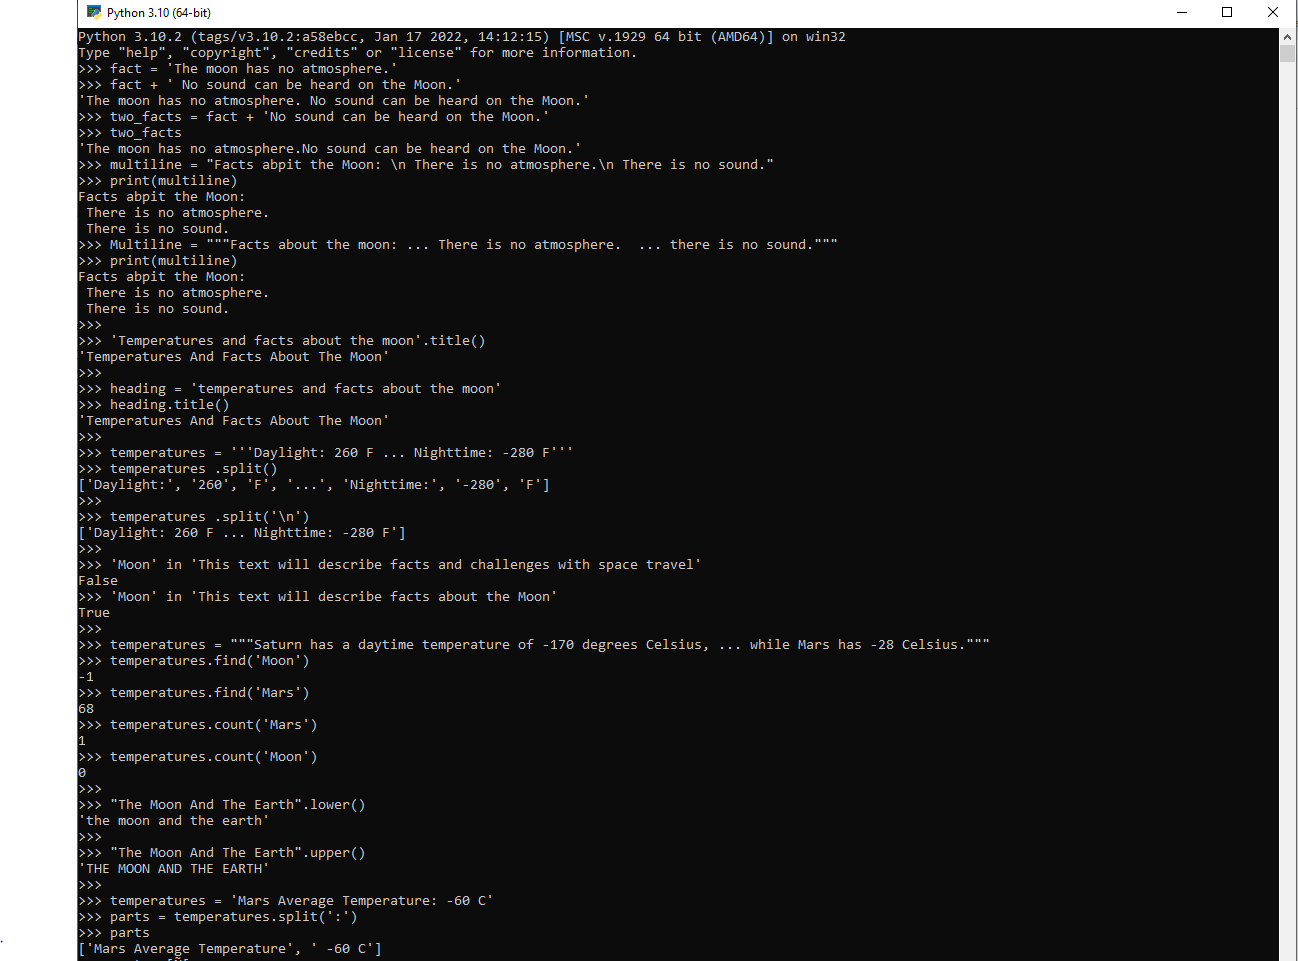 Python 3.10 (64-bit)
Python 3.10.2 (tags/v3.10.2:a58ebcc, Jan 17 2022, 14:12:15) [MSC v.1929 64 bit (AMD64)] on win32
Type "help", "copyright", "credits" or "license" for more information.
>>> fact = 'The moon has no atmosphere.'
>>> fact + ' No sound can be heard on the Moon.'
'The moon has no atmosphere. No sound can be heard on the Moon.'
>>> two_facts = fact + 'No sound can be heard on the Moon.'
>>> two_facts
'The moon has no atmosphere.No sound can be heard on the Moon.'
>>> multiline = "Facts abpit the Moon: \n There is no atmosphere.\n There is no sound."
>>> print(multiline)
Facts abpit the Moon:
 There is no atmosphere.
 There is no sound.
>>> Multiline = """Facts about the moon: ... There is no atmosphere.  ... there is no sound."""
>>> print(multiline)
Facts abpit the Moon:
 There is no atmosphere.
 There is no sound.
>>>
>>> 'Temperatures and facts about the moon'.title()
'Temperatures And Facts About The Moon'
>>>
>>> heading = 'temperatures and facts about the moon'
>>> heading.title()
'Temperatures And Facts About The Moon'
>>>
>>> temperatures = '''Daylight: 260 F ... Nighttime: -280 F'''
>>> temperatures .split()
['Daylight:', '260', 'F', '...', 'Nighttime:', '-280', 'F']
>>>
>>> temperatures .split('\n')
['Daylight: 260 F ... Nighttime: -280 F']
>>>
>>> 'Moon' in 'This text will describe facts and challenges with space travel'
False
>>> 'Moon' in 'This text will describe facts about the Moon'
True
>>>
>>> temperatures = """Saturn has a daytime temperature of -170 degrees Celsius, ... while Mars has -28 Celsius."""
>>> temperatures.find('Moon')
-1
>>> temperatures.find('Mars')
68
>>> temperatures.count('Mars')
1
>>> temperatures.count('Moon')
0
>>>
>>> "The Moon And The Earth".lower()
'the moon and the earth'
>>>
>>> "The Moon And The Earth".upper()
'THE MOON AND THE EARTH'
>>>
>>> temperatures = 'Mars Average Temperature: -60 C'
>>> parts = temperatures.split(':')
>>> parts
['Mars Average Temperature', ' -60 C']